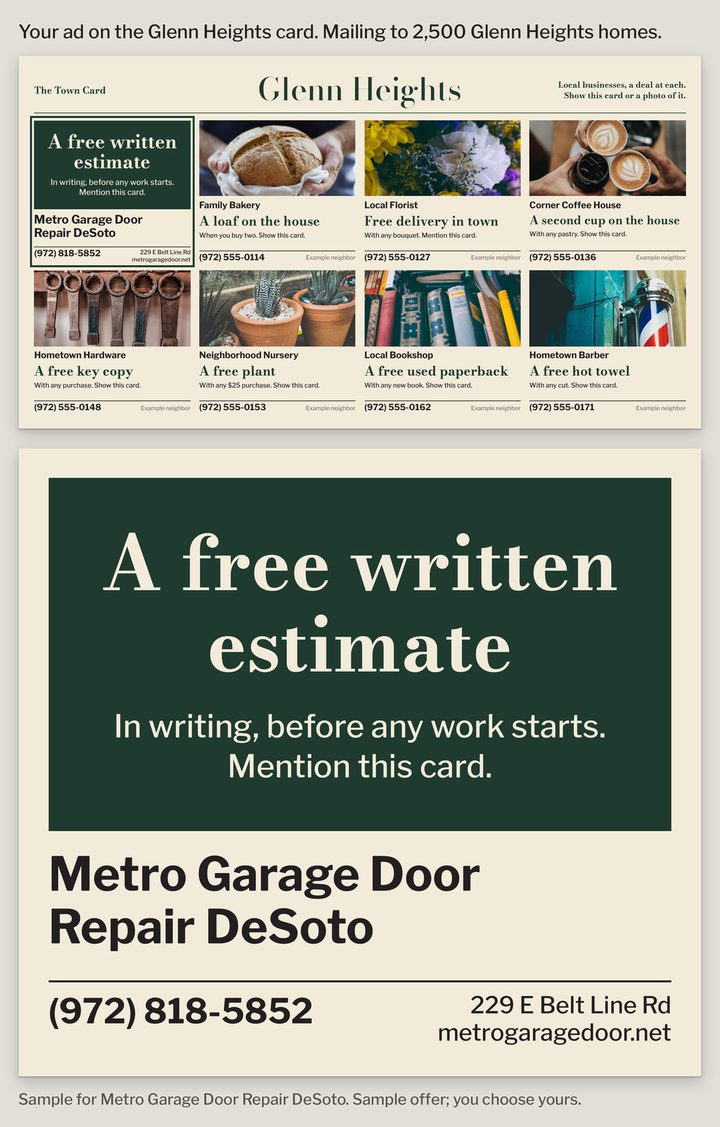 Your ad on the Glenn Heights card. Mailing to 2,500 Glenn Heights homes.
The Town Card
Glenn Heights
Local businesses, a deal at each.
Show this card or a photo of it.
A free written
estimate
In writing, before any work starts.
Mention this card.
Metro Garage Door
Repair DeSoto
(972) 818-5852
229 E Belt Line Rd
metrogaragedoor.net
Family Bakery
A loaf on the house
When you buy two. Show this card.
(972) 555-0114
Example neighbor
Local Florist
Free delivery in town
With any bouquet. Mention this card.
(972) 555-0127
Example neighbor
Corner Coffee House
A second cup on the house
With any pastry. Show this card.
(972) 555-0136
Example neighbor
Hometown Hardware
A free key copy
With any purchase. Show this card.
(972) 555-0148
Example neighbor
Neighborhood Nursery
A free plant
With any $25 purchase. Show this card.
(972) 555-0153
Example neighbor
Local Bookshop
A free used paperback
With any new book. Show this card.
(972) 555-0162
Example neighbor
Hometown Barber
A free hot towel
With any cut. Show this card.
(972) 555-0171
Example neighbor
A free written
estimate
In writing, before any work starts.
Mention this card.
Metro Garage Door
Repair DeSoto
(972) 818-5852
229 E Belt Line Rd
metrogaragedoor.net
Sample for Metro Garage Door Repair DeSoto. Sample offer; you choose yours.